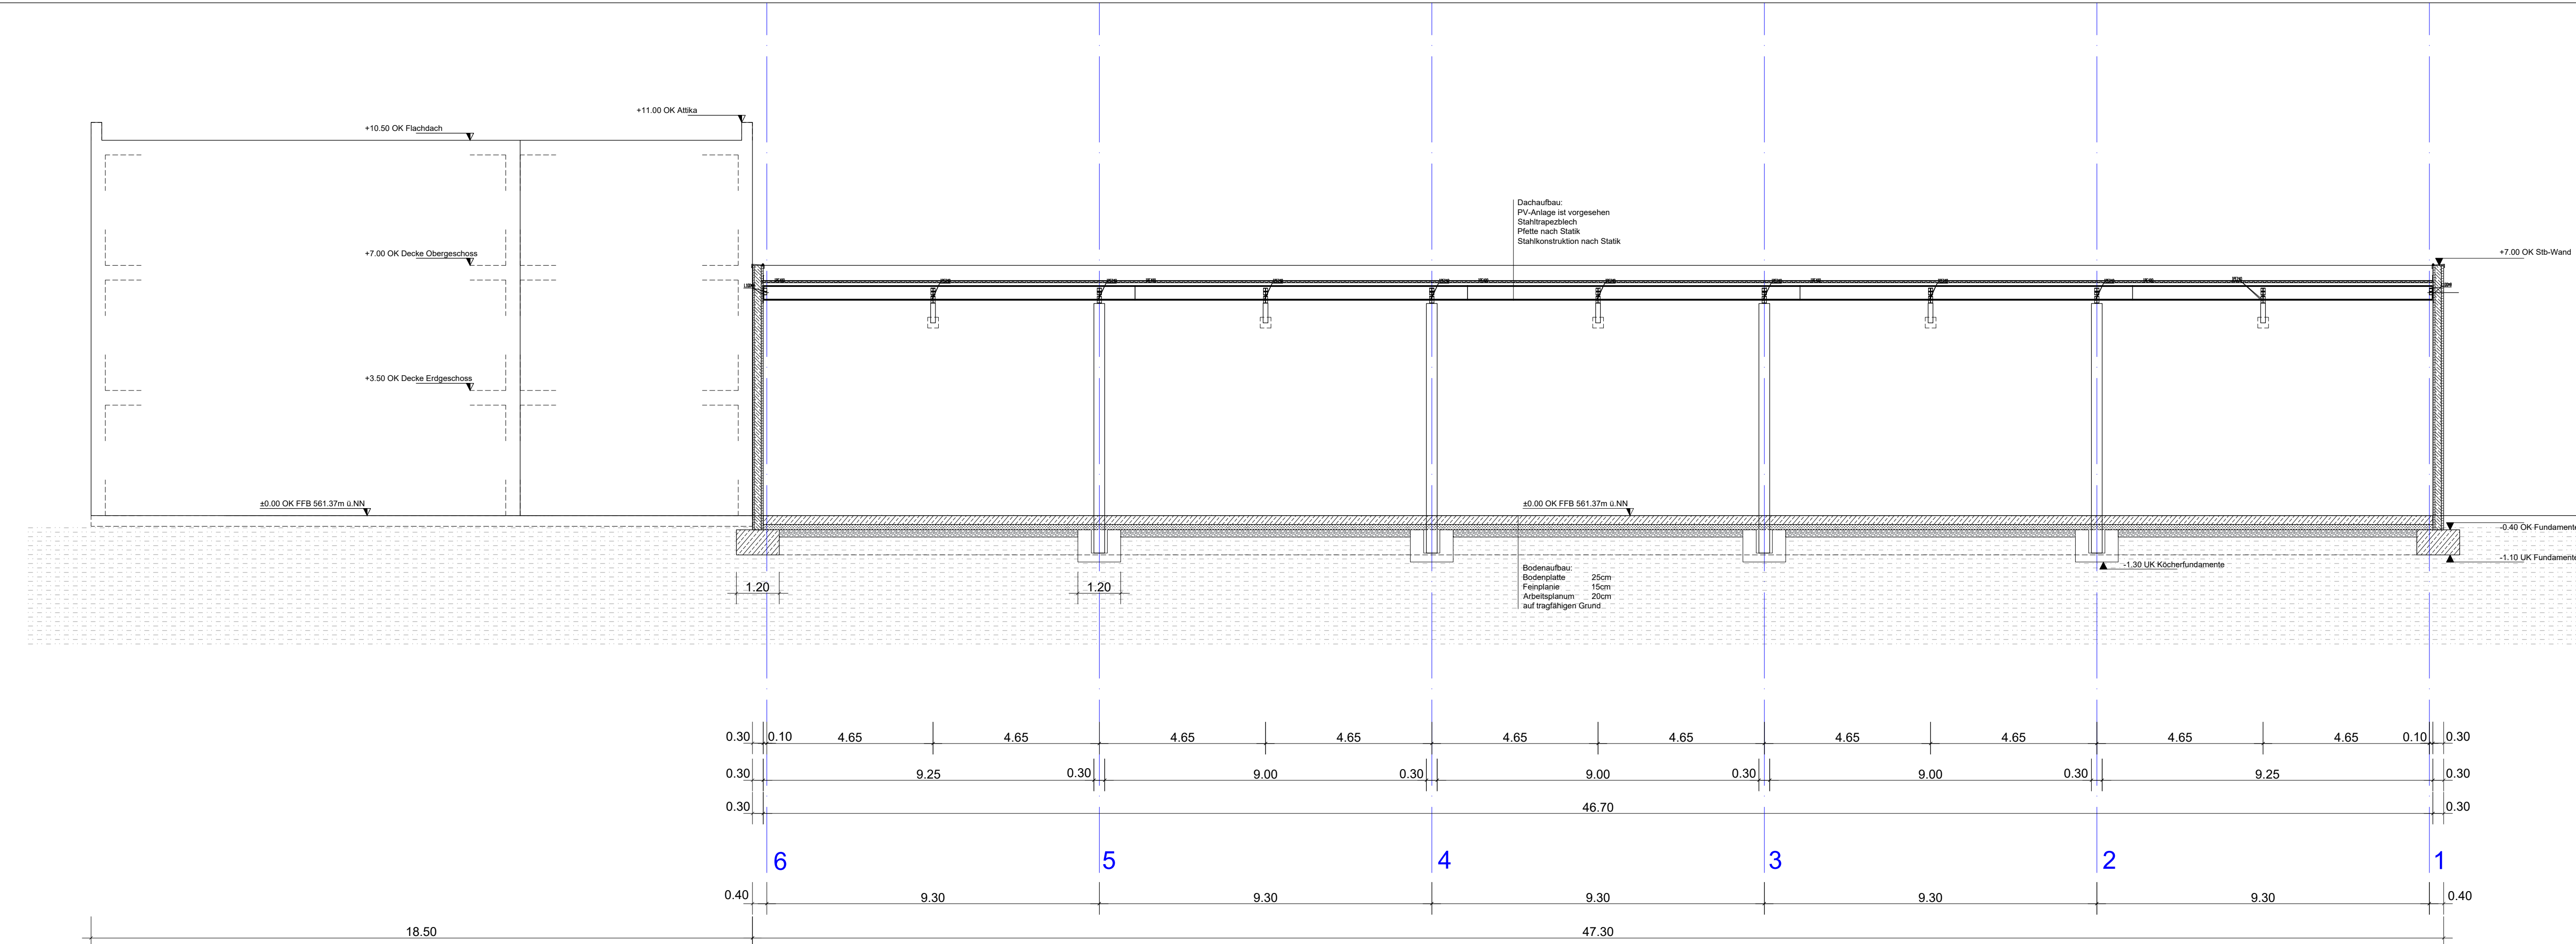 +11.00 OK Attika
+10.50 OK Flachdach
Dachaufbau:
PV-Anlage ist vorgesehen
Stahltrapezblech
Pfette nach Statik
Stahlkonstruktion nach Statik
+7.00 OK Stb-Wand
+7.00 OK Decke Obergeschoss
+3.50 OK Decke Erdgeschoss
±0.00 OK FFB 561.37m ü.NN
±0.00 OK FFB 561.37m ü.NN
-0.40 OK Fundamente
-1.10 UK Fundamente
-1.30 UK Köcherfundamente
Bodenaufbau:
Bodenplatte 25cm
Feinplanie 15cm
Arbeitsplanum 20cm
auf tragfähigen Grund
1.20 1.20
0.30 0.10 4.65 4.65 4.65 4.65 4.65 4.65 4.65 4.65 4.65 4.65 0.10 0.30
0.30 9.25 0.30 9.00 0.30 9.00 0.30 9.00 0.30 9.25 0.30
0.30 46.70 0.30
6 5 4 3 2 1
0.40 9.30 9.30 9.30 9.30 9.30 0.40
18.50 47.30